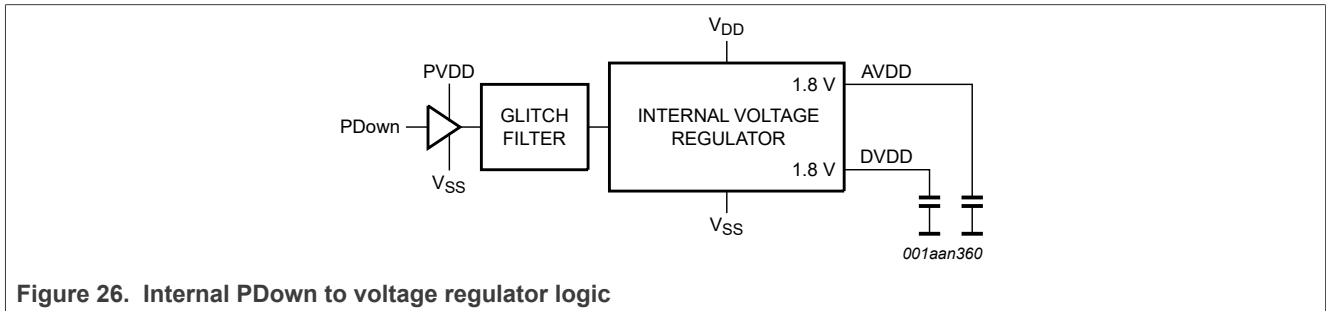 VDD
PVDD
1.8 V
AVDD
PDown
GLITCH
FILTER
INTERNAL VOLTAGE
REGULATOR
1.8 V
DVDD
VSS
VSS
001aan360
Figure 26. Internal PDown to voltage regulator logic